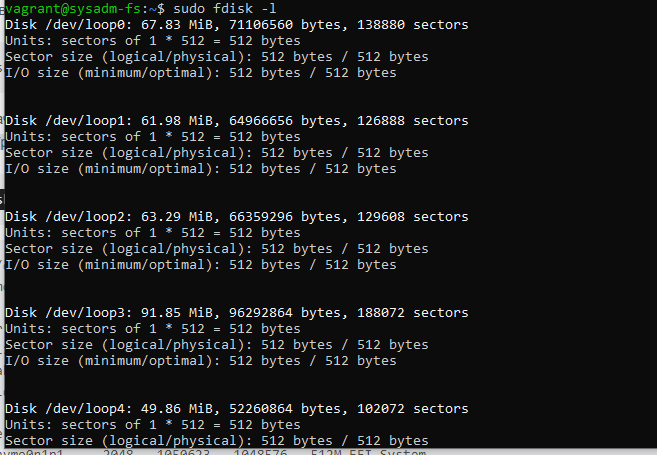 vagrant@sysadm-fs:~$ sudo fdisk -l
Disk /dev/loop0: 67.83 MiB, 71106560 bytes, 138880 sectors
Units: sectors of 1 * 512 = 512 bytes
Sector size (logical/physical): 512 bytes / 512 bytes
I/O size (minimum/optimal): 512 bytes / 512 bytes
Disk /dev/loop1: 61.98 MiB, 64966656 bytes, 126888 sectors
Units: sectors of 1 * 512 = 512 bytes
Sector size (logical/physical): 512 bytes / 512 bytes
I/O size (minimum/optimal): 512 bytes / 512 bytes
Disk /dev/loop2: 63.29 MiB, 66359296 bytes, 129608 sectors
Units: sectors of 1 * 512 = 512 bytes
Sector size (logical/physical): 512 bytes / 512 bytes
I/O size (minimum/optimal): 512 bytes / 512 bytes
Disk /dev/loop3: 91.85 MiB, 96292864 bytes, 188072 sectors
Units: sectors of 1 * 512 = 512 bytes
Sector size (logical/physical): 512 bytes / 512 bytes
I/O size (minimum/optimal): 512 bytes / 512 bytes
Disk /dev/loop4: 49.86 MiB, 52260864 bytes, 102072 sectors
Units: sectors of 1 * 512 = 512 bytes
Sector size (logical/physical): 512 bytes / 512 bytes